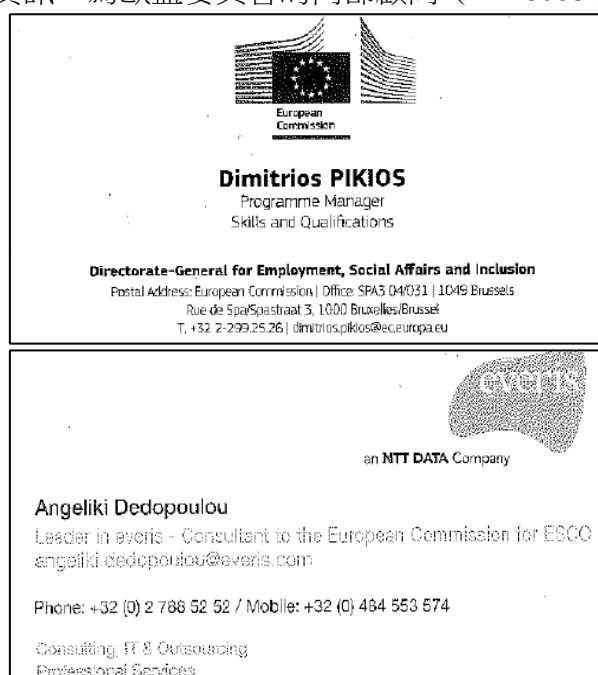 European
Commission
Dimitrios PIKIOS
Programme Manager
Skills and Qualifications
Directorate-General for Employment, Social Affairs and Inclusion
Postal Address: European Commission | Office: SPA3 04/031 | 1049 Brussels
Rue de Spa/Spastraat 3, 1000 Bruxelles/Brussel
T. +32 2-299.25.26 | dimitrios.pikios@ec.europa.eu
everis
an NTT DATA Company
Angeliki Dedopoulou
Leader in everis - Consultant to the European Commission for ESCO
angeliki.dedopoulou@everis.com
Phone: +32 (0) 2 788 52 52 / Mobile: +32 (0) 484 553 574
Consulting, IT & Outsourcing
Professional Services